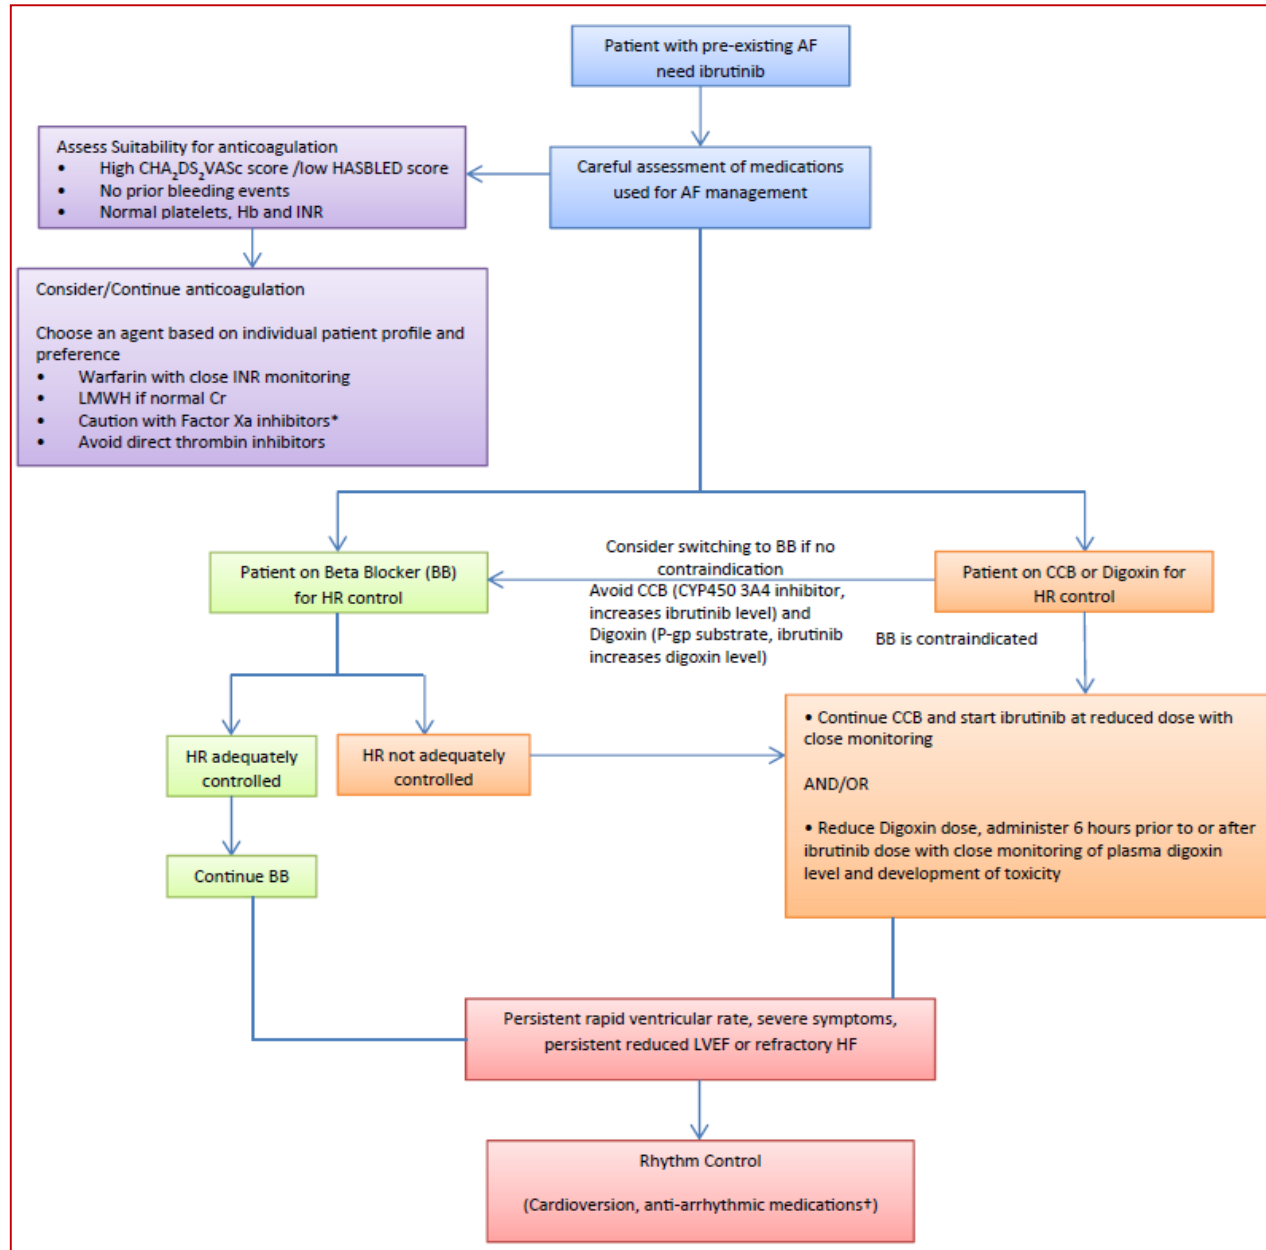 Patient with pre-existing AF
need ibrutinib
Assess Suitability for anticoagulation
• High CHA₂DS₂VASc score /low HASBLED score
• No prior bleeding events
• Normal platelets, Hb and INR
Careful assessment of medications
used for AF management
Consider/Continue anticoagulation
Choose an agent based on individual patient profile and
preference
• Warfarin with close INR monitoring
• LMWH if normal Cr
• Caution with Factor Xa inhibitors*
• Avoid direct thrombin inhibitors
Patient on Beta Blocker (BB)
for HR control
Consider switching to BB if no
contraindication
Avoid CCB (CYP450 3A4 inhibitor,
increases ibrutinib level) and
Digoxin (P-gp substrate, ibrutinib
increases digoxin level)
Patient on CCB or Digoxin for
HR control
BB is contraindicated
HR adequately
controlled
HR not adequately
controlled
• Continue CCB and start ibrutinib at reduced dose with
close monitoring
AND/OR
• Reduce Digoxin dose, administer 6 hours prior to or after
ibrutinib dose with close monitoring of plasma digoxin
level and development of toxicity
Continue BB
Persistent rapid ventricular rate, severe symptoms,
persistent reduced LVEF or refractory HF
Rhythm Control
(Cardioversion, anti-arrhythmic medications†)